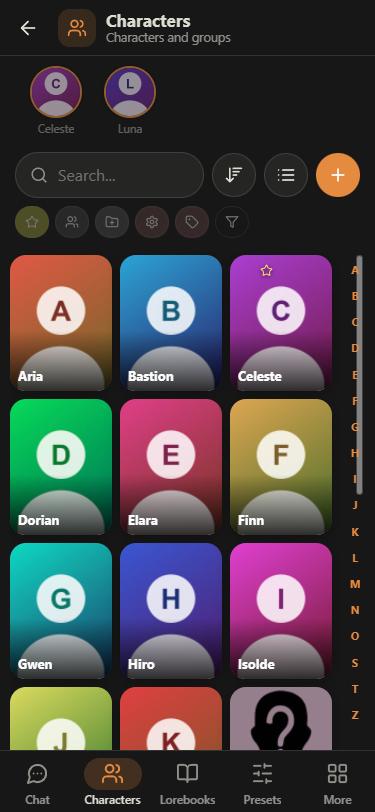 Characters
Characters and groups
C
L
Celeste
Luna
Search...
A
B
C
Aria
Bastion
Celeste
D
E
F
Dorian
Elara
Finn
G
H
I
Gwen
Hiro
Isolde
J
K
?
A
B
C
D
E
F
G
H
I
J
K
L
M
N
O
S
T
Z
Chat
Characters
Lorebooks
Presets
More